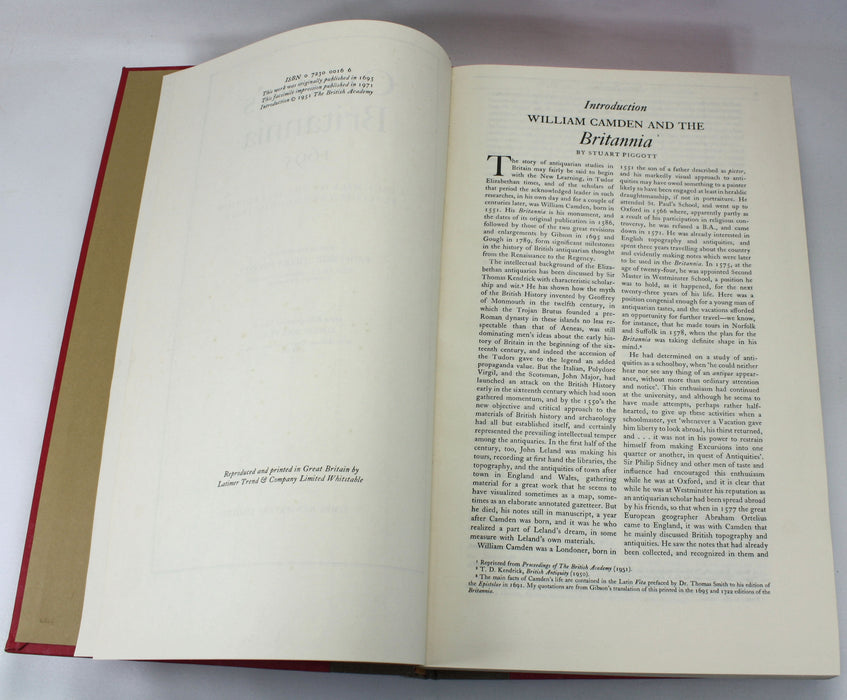 ISBN 0 7230 0016 6
This work was originally published in 1695
This facsimile impression published in 1971
Introduction © 1951 The British Academy
Reproduced and printed in Great Britain by
Latimer Trend & Company Limited Whitstable
Introduction
WILLIAM CAMDEN AND THE
Britannia
BY STUART PIGGOTT
The story of antiquarian studies in
Britain may fairly be said to begin
with the New Learning, in Tudor
Elizabethan times, and of the scholars of
that period the acknowledged leader in such
researches, in his own day and for a couple of
centuries later, was William Camden, born in
1551. His Britannia is his monument, and
the dates of its original publication in 1586,
followed by those of the two great revisions
and enlargements by Gibson in 1695 and
Gough in 1789, form significant milestones
in the history of British antiquarian thought
from the Renaissance to the Regency.
The intellectual background of the Eliza-
bethan antiquaries has been discussed by Sir
Thomas Kendrick with characteristic scholar-
ship and wit.² He has shown how the myth
of the British History invented by Geoffrey
of Monmouth in the twelfth century, in
which the Trojan Brutus founded a pre-
Roman dynasty in these islands no less re-
spectable than that of Aeneas, was still
dominating men's ideas about the early his-
tory of Britain in the beginning of the six-
teenth century, and indeed the accession of
the Tudors gave to the legend an added
propaganda value. But the Italian, Polydore
Virgil, and the Scotsman, John Major, had
launched an attack on the British History
early in the sixteenth century which had soon
gathered momentum, and by the 1550's the
new objective and critical approach to the
materials of British history and archaeology
had all but established itself, and certainly
represented the prevailing intellectual temper
among the antiquaries. In the first half of the
century, too, John Leland was making his
tours, recording at first hand the libraries, the
topography, and the antiquities of town after
town in England and Wales, gathering
material for a great work that he seems to
have visualized sometimes as a map, some-
times as an elaborate annotated gazetteer. But
he died, his notes still in manuscript, a year
after Camden was born, and it was he who
realized a part of Leland's dream, in some
measure with Leland's own materials.
William Camden was a Londoner, born in
1551 the son of a father described as pictor,
and his markedly visual approach to anti-
quities may have owed something to a painter
likely to have been engaged at least in heraldic
draughtsmanship, if not in portraiture. He
attended St. Paul's School, and went up to
Oxford in 1566 where, apparently partly as
a result of his participation in religious con-
troversy, he was refused a B.A., and came
down in 1571. He was already interested in
English topography and antiquities, and
spent three years travelling about the country
and evidently making notes which were later
to be used in the Britannia. In 1575, at the
age of twenty-four, he was appointed Second
Master in Westminster School, a position he
was to hold, as it happened, for the next
twenty-three years of his life. Here was a
position congenial enough for a young man of
antiquarian tastes, and the vacations afforded
an opportunity for further travel—we know,
for instance, that he made tours in Norfolk
and Suffolk in 1578, when the plan for the
Britannia was taking definite shape in his
mind.³
He had determined on a study of anti-
quities as a schoolboy, when 'he could neither
hear nor see any thing of an antique appear-
ance, without more than ordinary attention
and notice'. This enthusiasm had continued
at the university, and although he seems to
have made attempts, perhaps rather half-
hearted, to give up these activities when a
schoolmaster, yet 'whenever a Vacation gave
him liberty to look abroad, his thirst returned,
and . . . it was not in his power to restrain
himself from making Excursions into one
quarter or another, in quest of Antiquities'.
Sir Philip Sidney and other men of taste and
influence had encouraged this enthusiasm
while he was at Oxford, and it is clear that
while he was at Westminster his reputation as
an antiquarian scholar had been spread abroad
by his friends, so that when in 1577 the great
European geographer Abraham Ortelius
came to England, it was with Camden that
he mainly discussed British topography and
antiquities. He saw the notes that had already
been collected, and recognized in them and
¹ Reprinted from Proceedings of The British Academy (1951).
² T. D. Kendrick, British Antiquity (1950).
³ The main facts of Camden's life are contained in the Latin Vita prefaced by Dr. Thomas Smith to his edition of
the Epistolae in 1691. My quotations are from Gibson's translation of this printed in the 1695 and 1722 editions of the
Britannia.